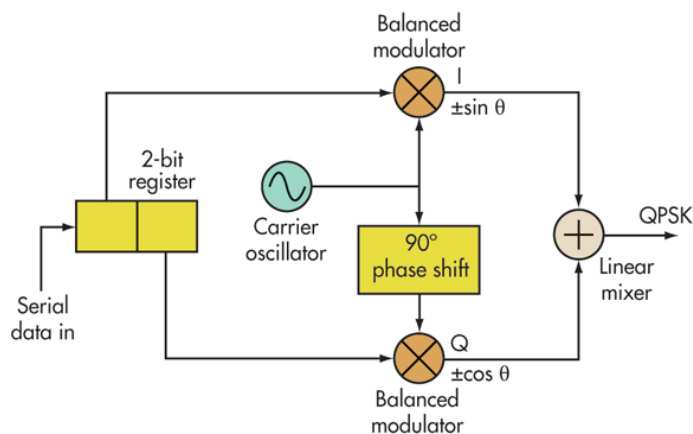 Balanced
modulator
I
±sin θ
2-bit
register
Carrier
oscillator
90º
phase shift
QPSK
Linear
mixer
Serial
data in
Q
±cos θ
Balanced
modulator